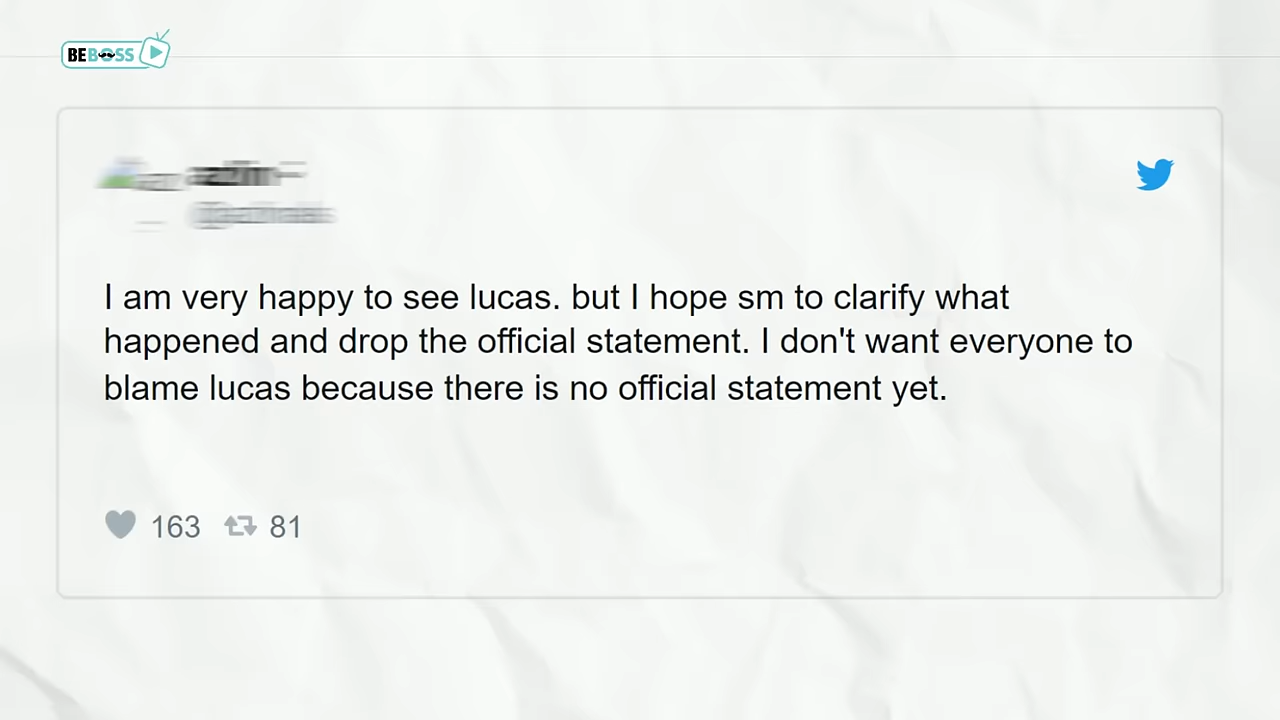 BEBOSS
I am very happy to see lucas. but I hope sm to clarify what
happened and drop the official statement. I don't want everyone to
blame lucas because there is no official statement yet.
163 81